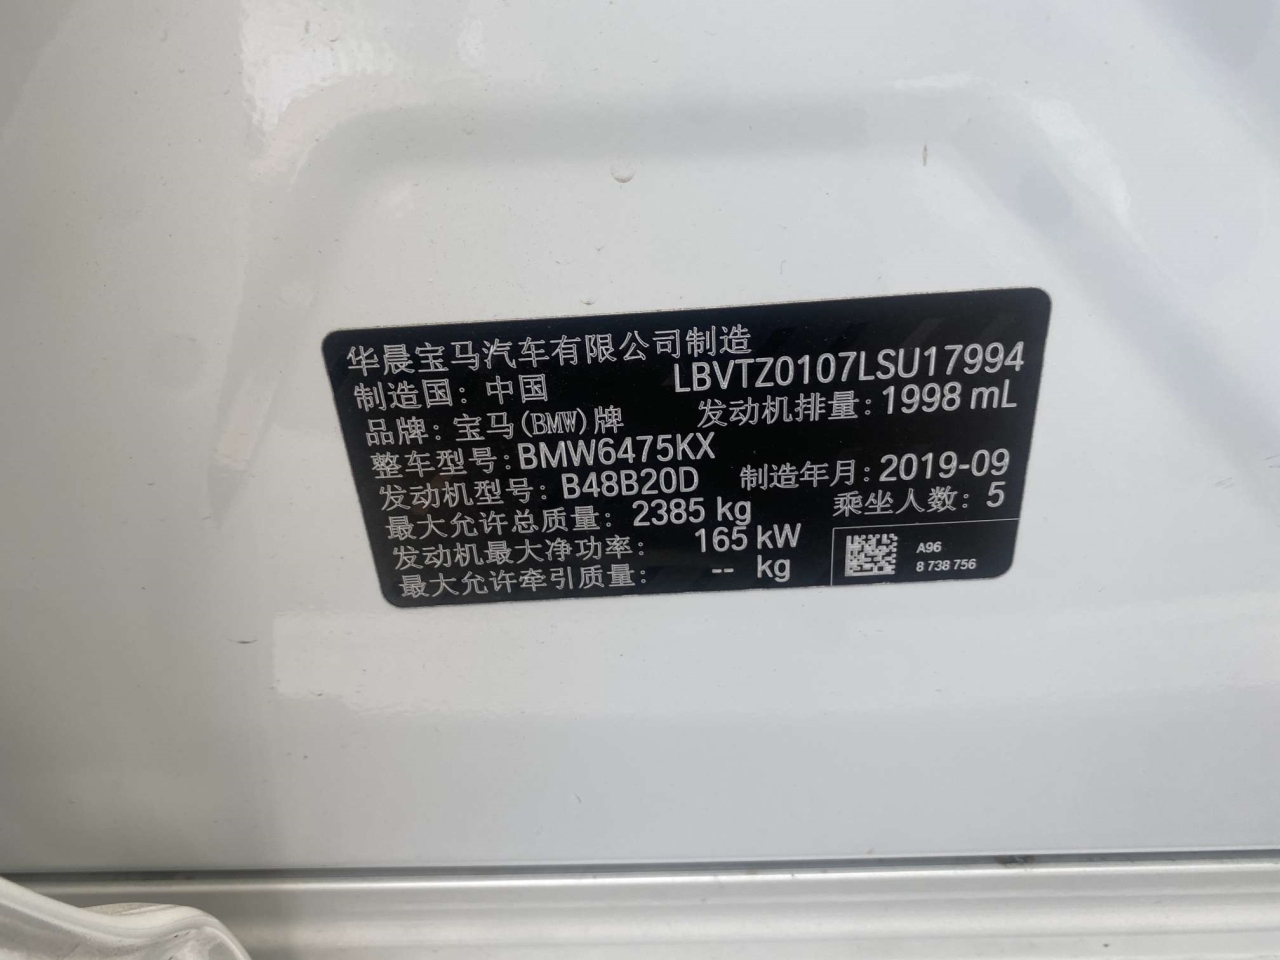 华晨宝马汽车有限公司制造
制造国：中国 LBVTZ0107LSU17994
品牌：宝马(BMW)牌 发动机排量：1998 mL
整车型号：BMW6475KX
发动机型号：B48B20D 制造年月：2019-09
最大允许总质量：2385 kg 乘坐人数：5
发动机最大净功率：165 kW
最大允许牵引质量：-- kg
A96
8 738 756